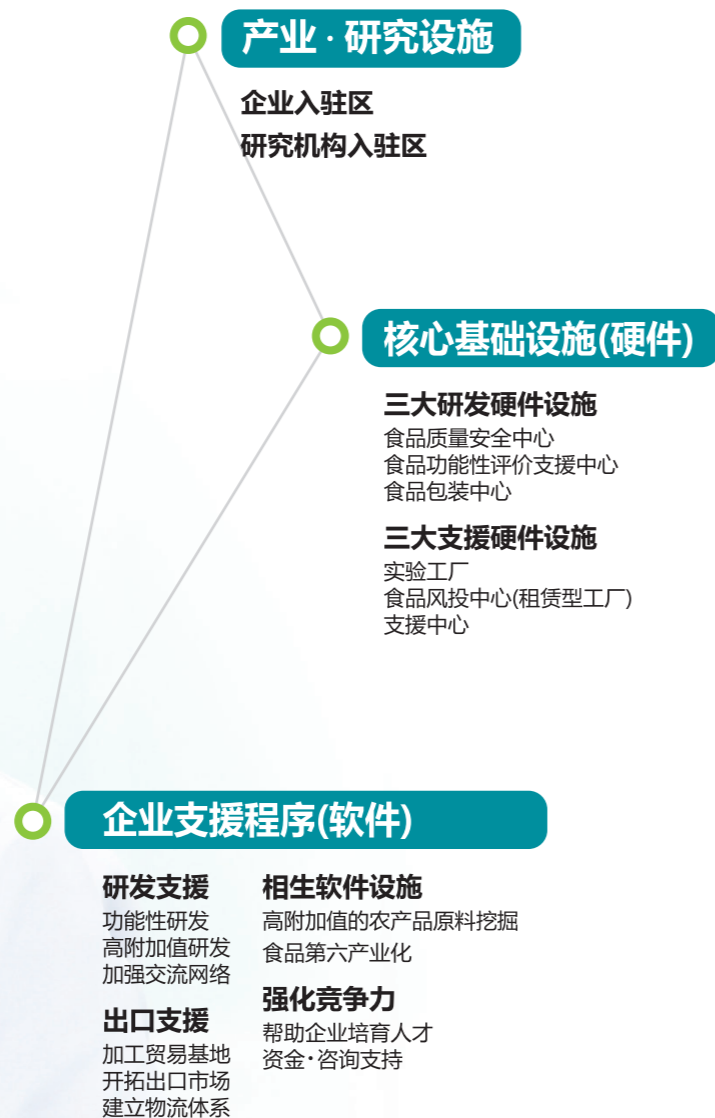 产业·研究设施
企业入驻区
研究机构入驻区
核心基础设施(硬件)
三大研发硬件设施
食品质量安全中心
食品功能性评价支援中心
食品包装中心
三大支援硬件设施
实验工厂
食品风投中心(租赁型工厂)
支援中心
企业支援程序(软件)
研发支援
功能性研发
高附加值研发
加强交流网络
出口支援
加工贸易基地
开拓出口市场
建立物流体系
相生软件设施
高附加值的农产品原料挖掘
食品第六产业化
强化竞争力
帮助企业培育人才
资金·咨询支持